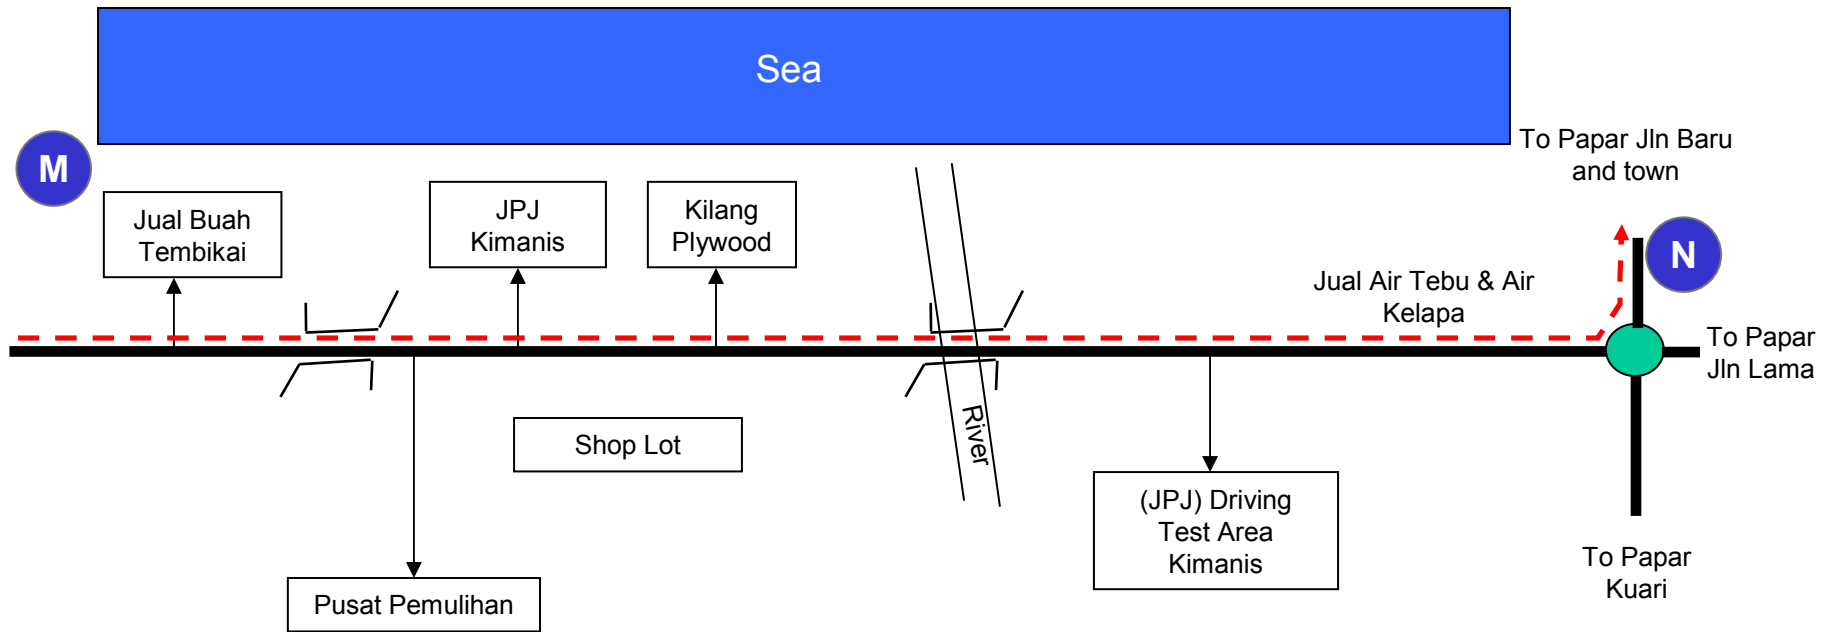 Sea
To Papar Jln Baru
and town
M
Jual Buah
Tembikai
JPJ
Kimanis
Kilang
Plywood
N
Jual Air Tebu & Air
Kelapa
To Papar
Jln Lama
River
Shop Lot
(JPJ) Driving
Test Area
Kimanis
To Papar
Kuari
Pusat Pemulihan